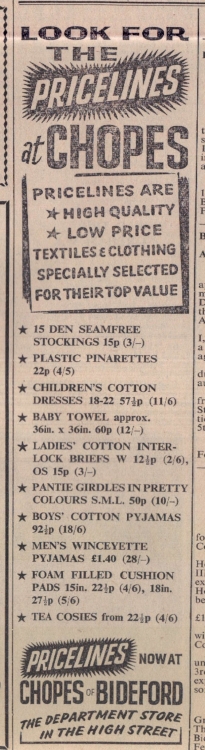 LOOK FOR
THE
PRICELINES
at CHOPES
PRICELINES ARE
★ HIGH QUALITY
★ LOW PRICE
TEXTILES & CLOTHING
SPECIALLY SELECTED
FOR THEIR TOP VALUE
★ 15 DEN SEAMFREE
STOCKINGS 15p (3/–)
★ PLASTIC PINARETTES
22p (4/5)
★ CHILDREN'S COTTON
DRESSES 18-22 57½p (11/6)
★ BABY TOWEL approx.
36in. x 36in. 60p (12/–)
★ LADIES' COTTON INTER-
LOCK BRIEFS W 12½p (2/6),
OS 15p (3/–)
★ PANTIE GIRDLES IN PRETTY
COLOURS S.M.L. 50p (10/–)
★ BOYS' COTTON PYJAMAS
92½p (18/6)
★ MEN'S WINCEYETTE
PYJAMAS £1.40 (28/–)
★ FOAM FILLED CUSHION
PADS 15in. 22½p (4/6), 18in.
27½p (5/6)
★ TEA COSIES from 22½p (4/6)
PRICELINES NOW AT
CHOPES OF BIDEFORD
THE DEPARTMENT STORE
IN THE HIGH STREET